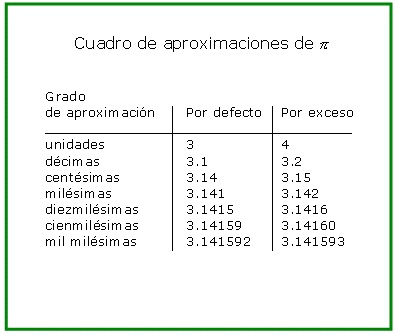 Cuadro de aproximaciones de π
Grado
de aproximación Por defecto Por exceso
unidades 3 4
décimas 3.1 3.2
centésimas 3.14 3.15
milésimas 3.141 3.142
diezmilésimas 3.1415 3.1416
cienmilésimas 3.14159 3.14160
mil milésimas 3.141592 3.141593